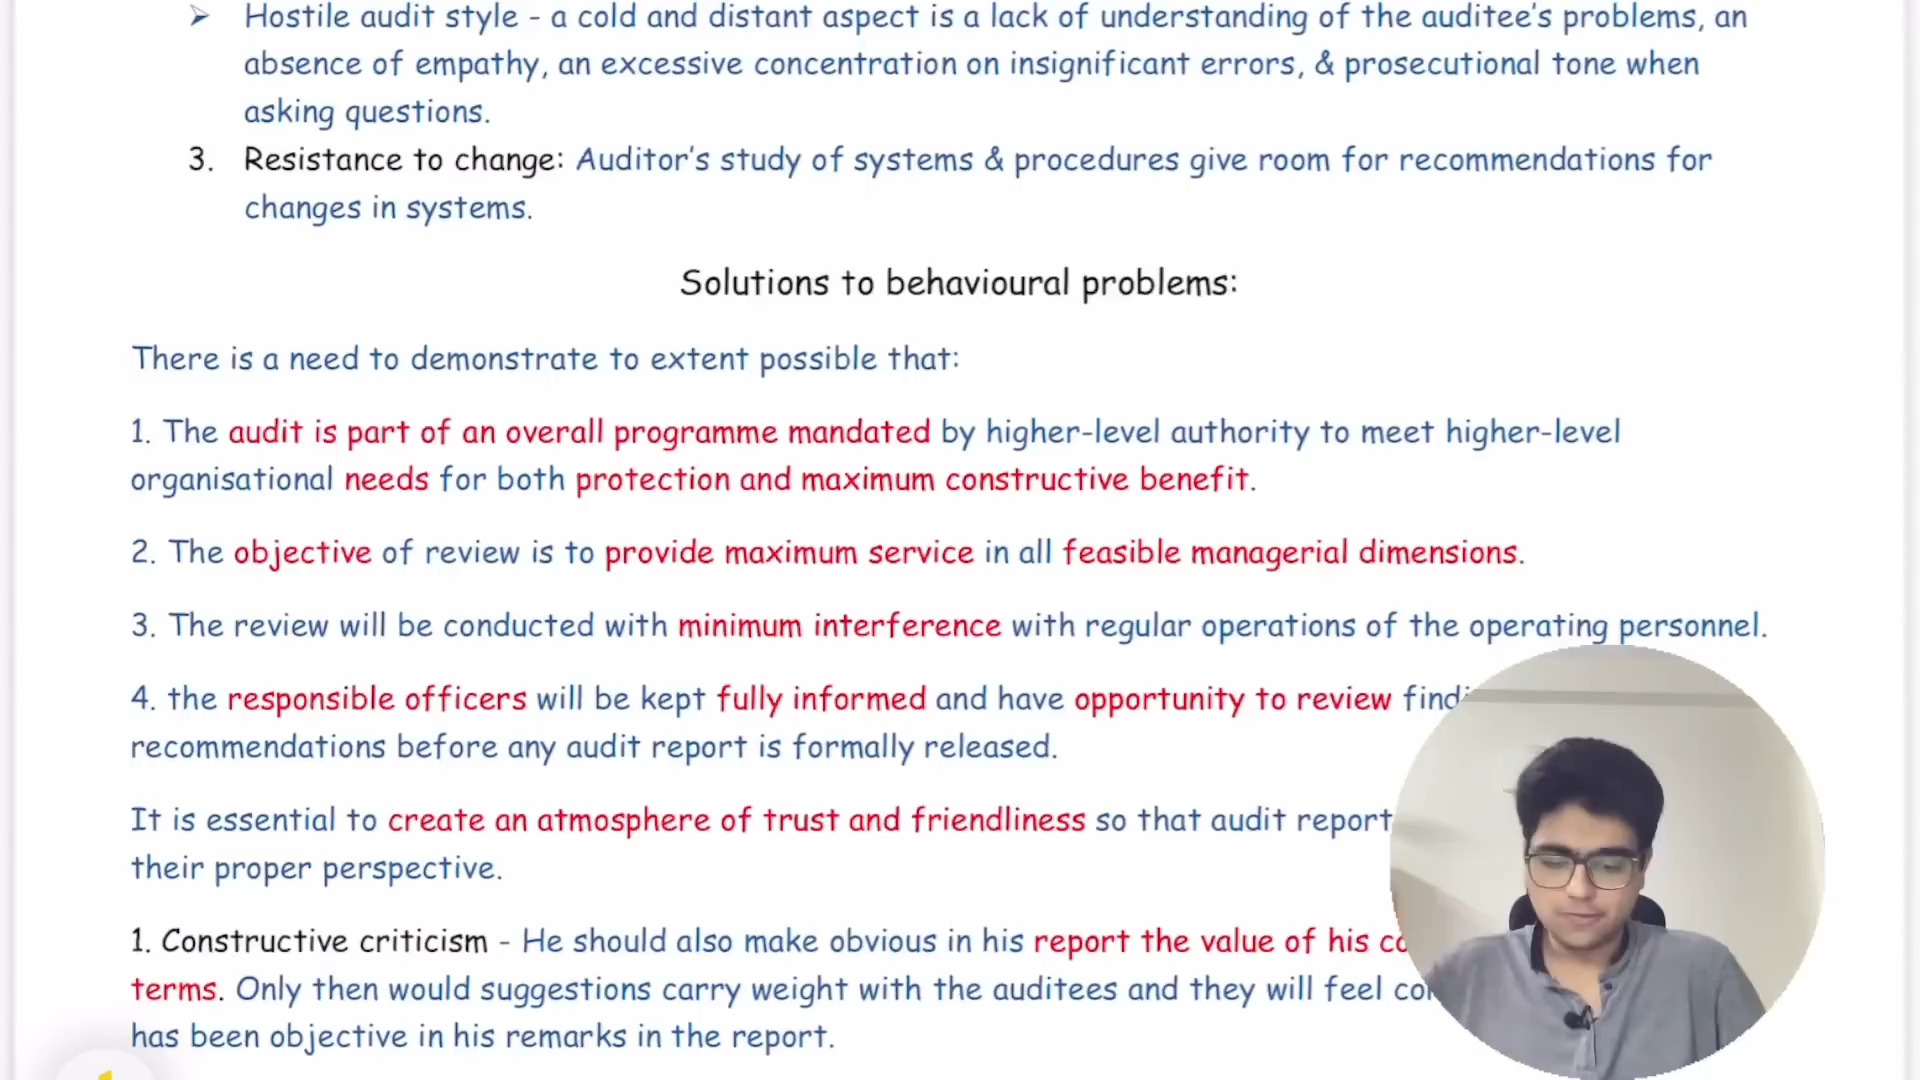 ➢ Hostile audit style - a cold and distant aspect is a lack of understanding of the auditee's problems, an
absence of empathy, an excessive concentration on insignificant errors, & prosecutional tone when
asking questions.
3. Resistance to change: Auditor's study of systems & procedures give room for recommendations for
changes in systems.
Solutions to behavioural problems:
There is a need to demonstrate to extent possible that:
1. The audit is part of an overall programme mandated by higher-level authority to meet higher-level
organisational needs for both protection and maximum constructive benefit.
2. The objective of review is to provide maximum service in all feasible managerial dimensions.
3. The review will be conducted with minimum interference with regular operations of the operating personnel.
4. the responsible officers will be kept fully informed and have opportunity to review
recommendations before any audit report is formally released.
It is essential to create an atmosphere of trust and friendliness so that audit report
their proper perspective.
1. Constructive criticism - He should also make obvious in his report the value of his
terms. Only then would suggestions carry weight with the auditees and they will feel
has been objective in his remarks in the report.